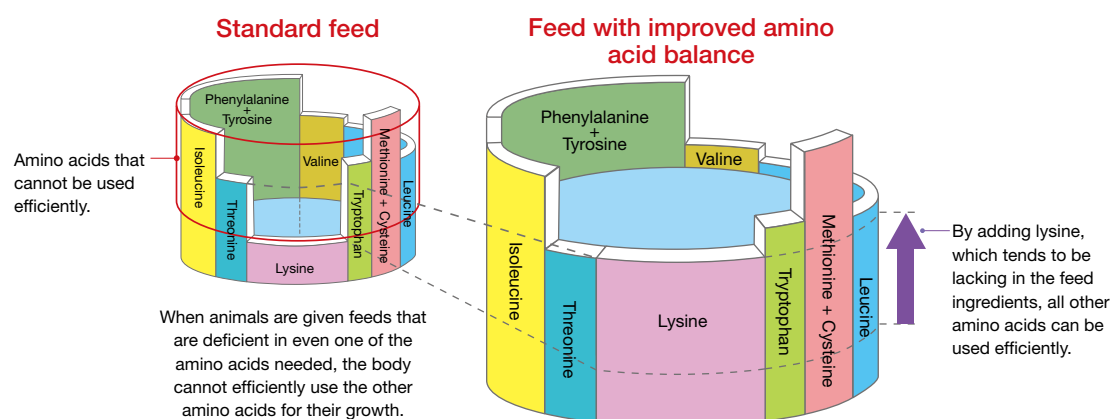 Standard feed
Feed with improved amino
acid balance
Phenylalanine
+
Tyrosine
Isoleucine
Threonine
Lysine
Valine
Tryptophan
Methionine + Cysteine
Leucine
Amino acids that
cannot be used
efficiently.
When animals are given feeds that
are deficient in even one of the
amino acids needed, the body
cannot efficiently use the other
amino acids for their growth.
Phenylalanine
+
Tyrosine
Isoleucine
Threonine
Lysine
Valine
Tryptophan
Methionine + Cysteine
Leucine
By adding lysine,
which tends to be
lacking in the feed
ingredients, all other
amino acids can be
used efficiently.